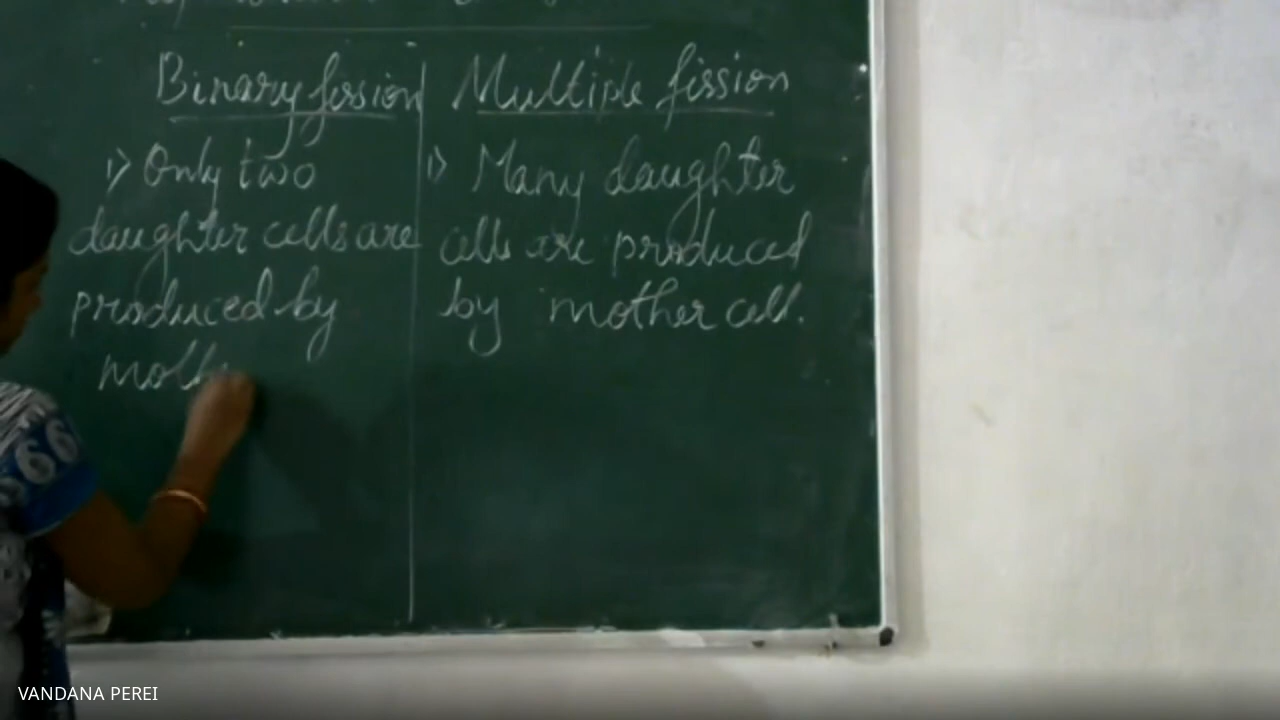 Binary fission
1) Only two
daughter cells are
produced by
Multiple fission
1) Many daughter
cells are produced
by mother cell.
VANDANA PEREI